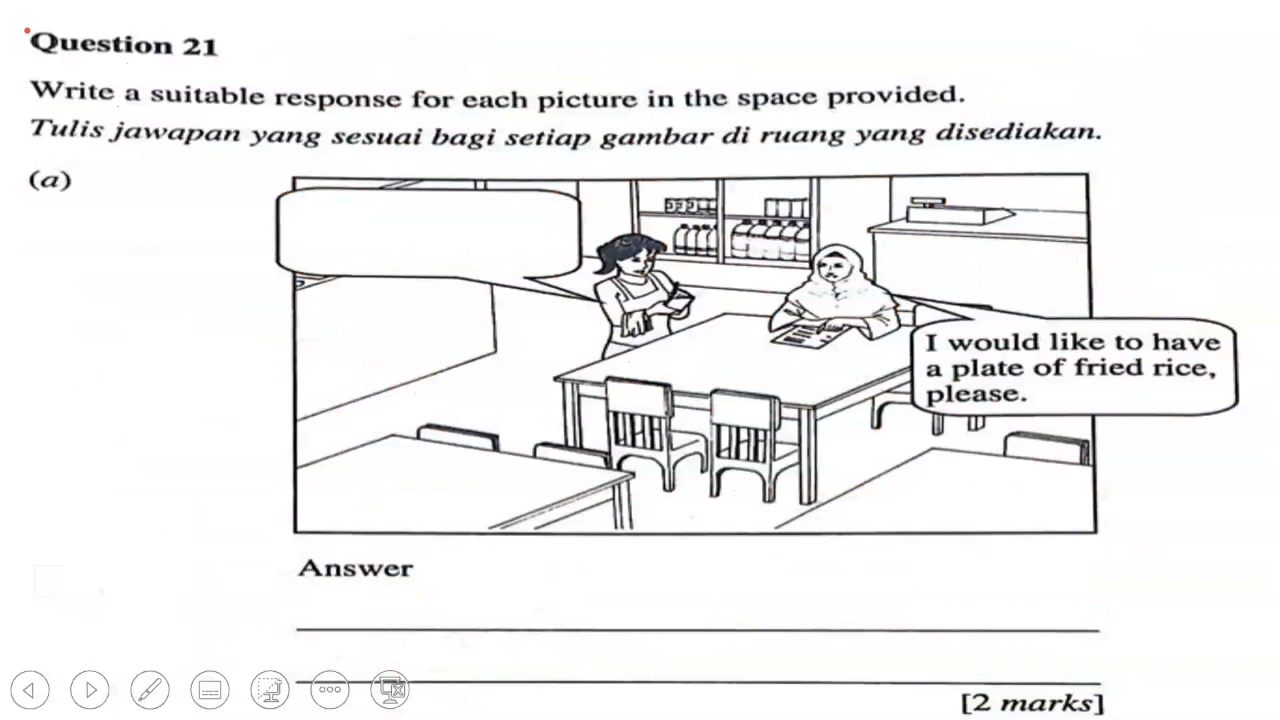 Question 21
Write a suitable response for each picture in the space provided.
Tulis jawapan yang sesuai bagi setiap gambar di ruang yang disediakan.
(a)
I would like to have
a plate of fried rice,
please.
Answer
[2 marks]